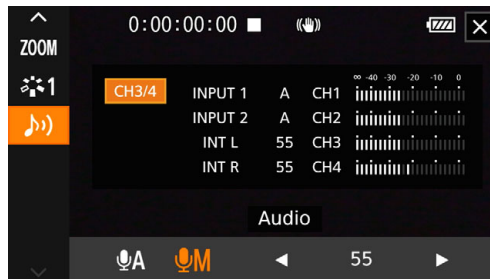 0:00:00:00
ZOOM
1
∞ -40 -30 -20 -10 0
CH3/4 INPUT 1 A CH1
INPUT 2 A CH2
INT L 55 CH3
INT R 55 CH4
Audio
A M 55